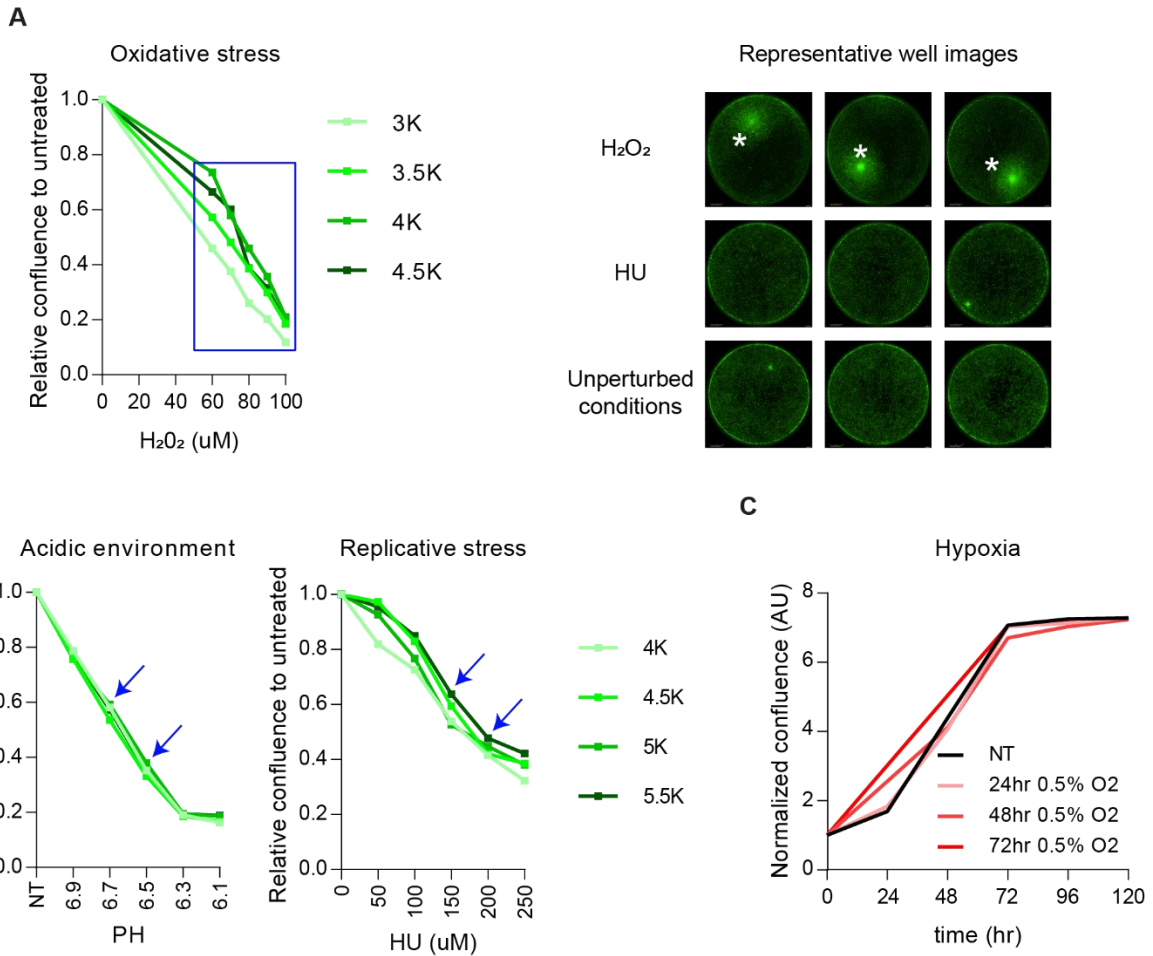 A
Oxidative stress
Relative confluence to untreated
1.0
0.8
0.6
0.4
0.2
0.0
0 20 40 60 80 100
H₂0₂ (uM)
3K
3.5K
4K
4.5K
Representative well images
H₂O₂
* * *
HU
Unperturbed
conditions
Acidic environment
1.0
0.8
0.6
0.4
0.2
0.0
NT 6.9 6.7 6.5 6.3 6.1
PH
Replicative stress
Relative confluence to untreated
1.0
0.8
0.6
0.4
0.2
0.0
0 50 100 150 200 250
HU (uM)
4K
4.5K
5K
5.5K
C
Hypoxia
Normalized confluence (AU)
8
6
4
2
0
0 24 48 72 96 120
time (hr)
NT
24hr 0.5% O2
48hr 0.5% O2
72hr 0.5% O2